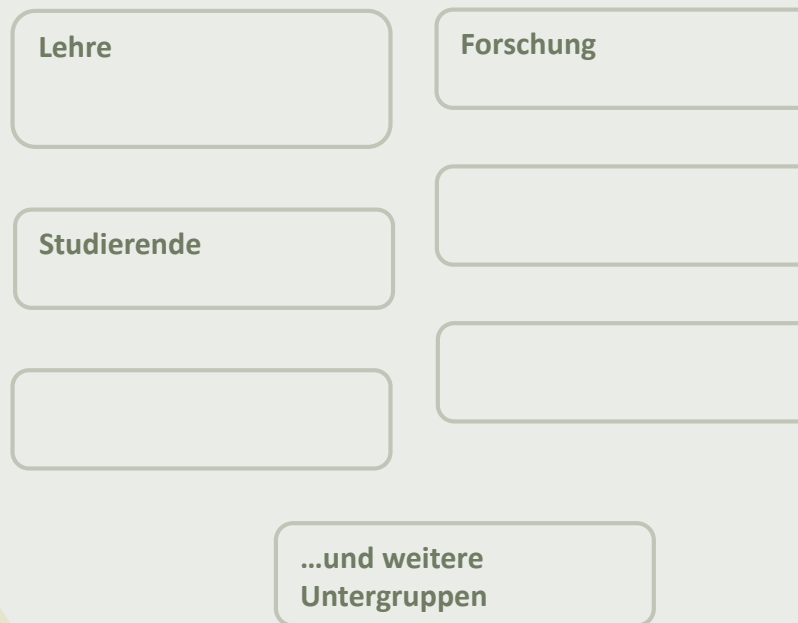 Lehre
Forschung
Studierende
...und weitere
Untergruppen